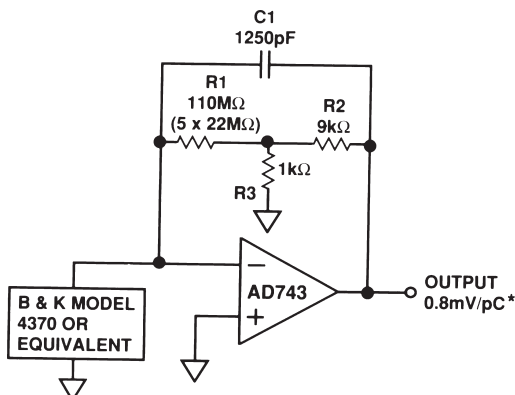 C1
1250pF
R1
110MΩ
(5 x 22MΩ)
R2
9kΩ
1kΩ
R3
AD743
B & K MODEL
4370 OR
EQUIVALENT
OUTPUT
0.8mV/pC*